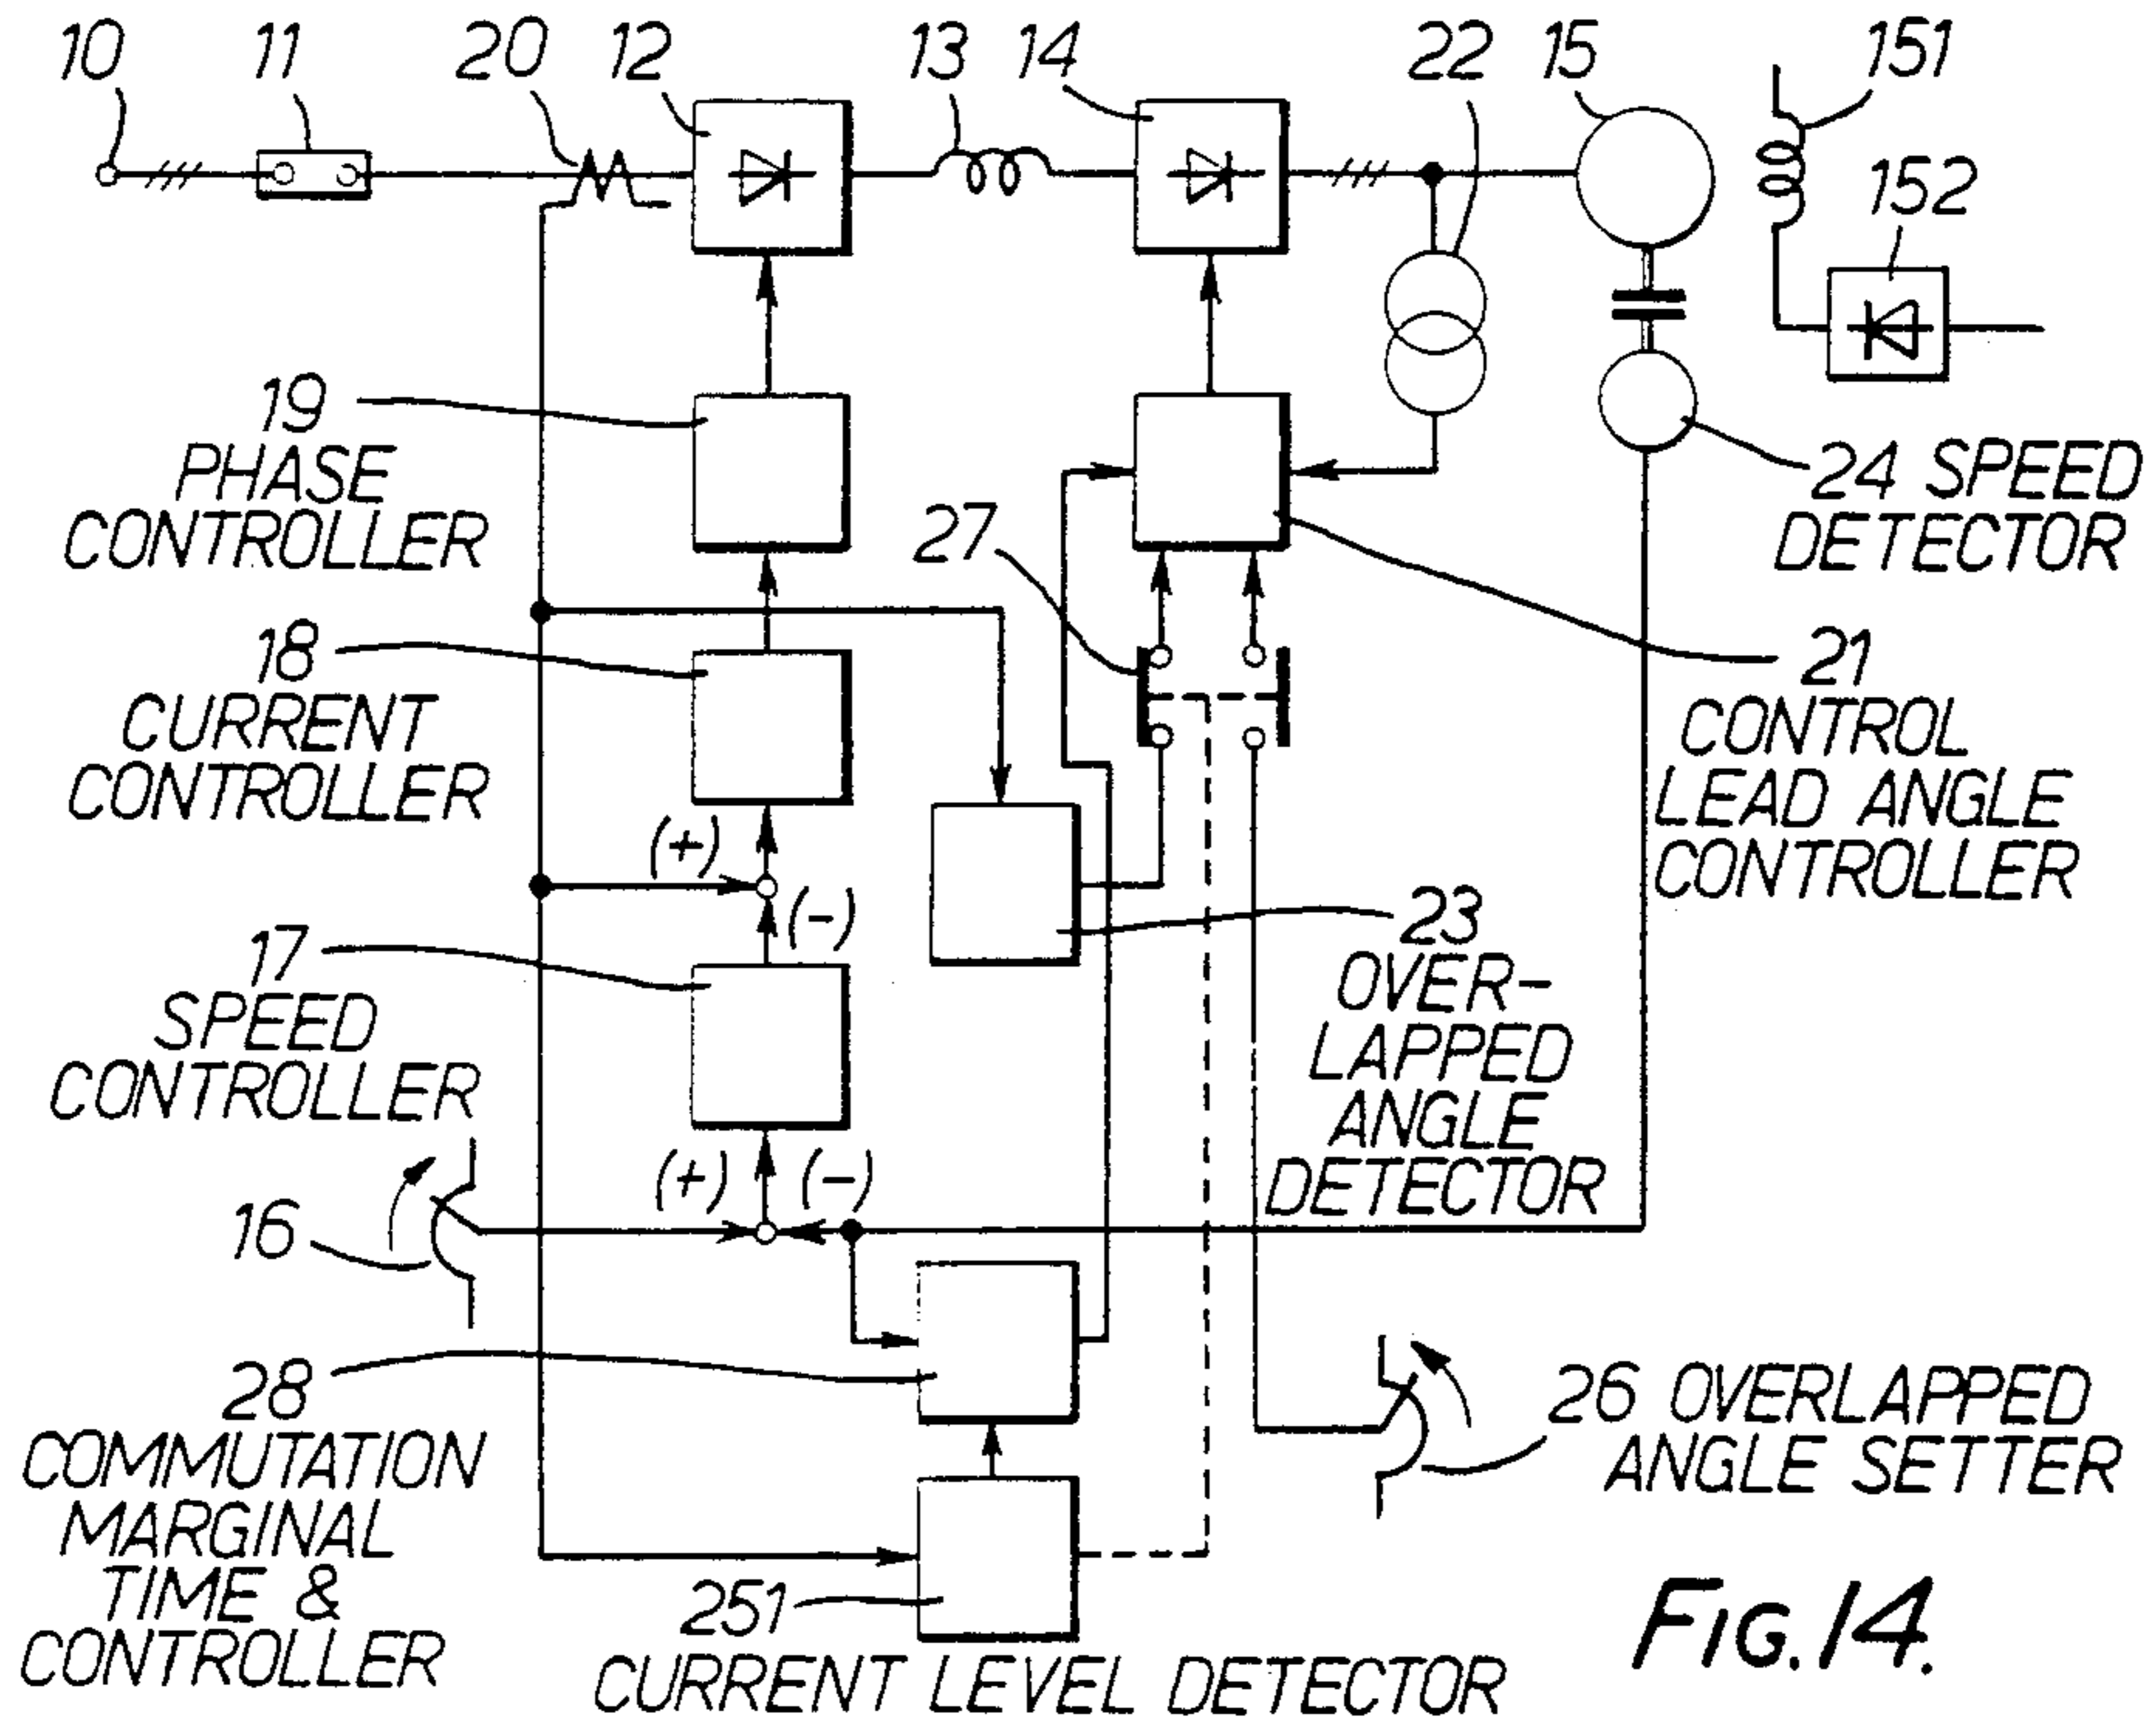 10
11
20
12
13
14
22
15
151
152
19
PHASE
CONTROLLER
24 SPEED
DETECTOR
27
18
CURRENT
CONTROLLER
21
CONTROL
LEAD ANGLE
CONTROLLER
(+)
(-)
23
OVER-
LAPPED
ANGLE
DETECTOR
17
SPEED
CONTROLLER
(+)
(-)
16
28
COMMUTATION
MARGINAL
TIME &
CONTROLLER
26 OVERLAPPED
ANGLE SETTER
251
CURRENT LEVEL DETECTOR
FIG.14.